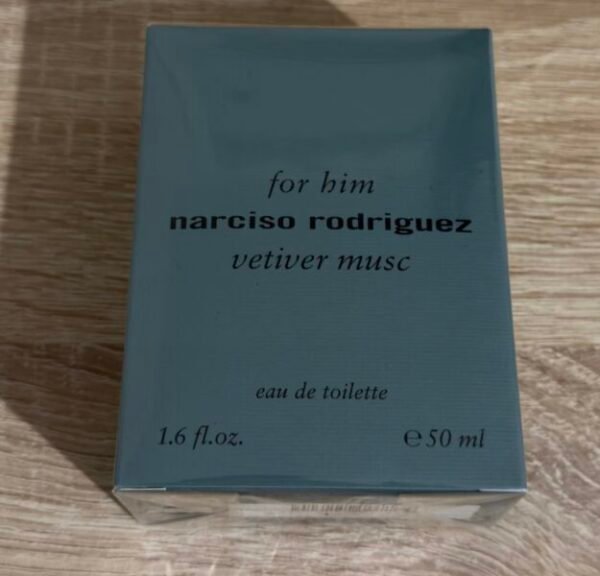 for him
narciso rodriguez
vetiver musc
eau de toilette
1.6 fl.oz. ℮ 50 ml